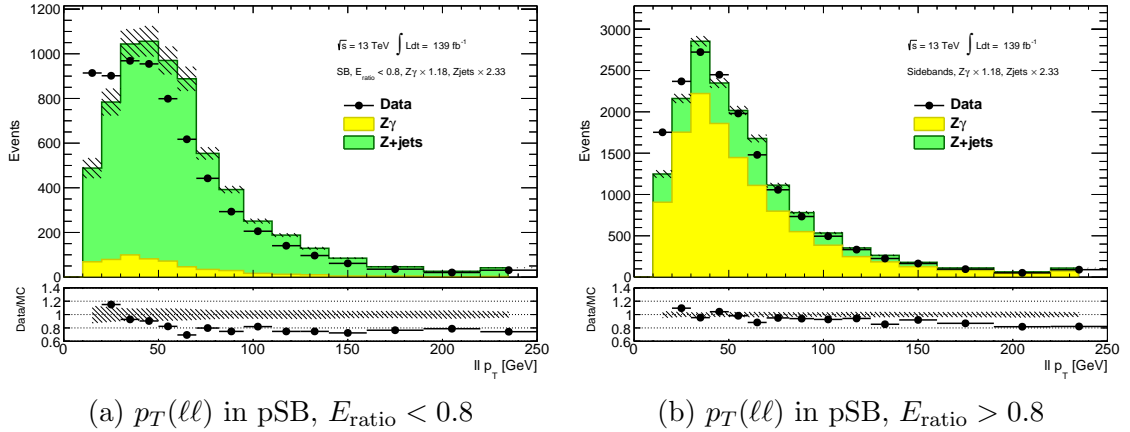 1200
1000
800
600
400
200
0
Events
√s = 13 TeV ∫ Ldt = 139 fb⁻¹
SB, E_ratio < 0.8, Zγ × 1.18, Zjets × 2.33
Data
Zγ
Z+jets
1.4
1.2
1
0.8
0.6
Data/MC
0 50 100 150 200 250
ll p_T [GeV]
(a) p_T(ℓℓ) in pSB, E_ratio < 0.8
3000
2500
2000
1500
1000
500
0
Events
√s = 13 TeV ∫ Ldt = 139 fb⁻¹
Sidebands, Zγ × 1.18, Zjets × 2.33
Data
Zγ
Z+jets
1.4
1.2
1
0.8
0.6
Data/MC
0 50 100 150 200 250
ll p_T [GeV]
(b) p_T(ℓℓ) in pSB, E_ratio > 0.8